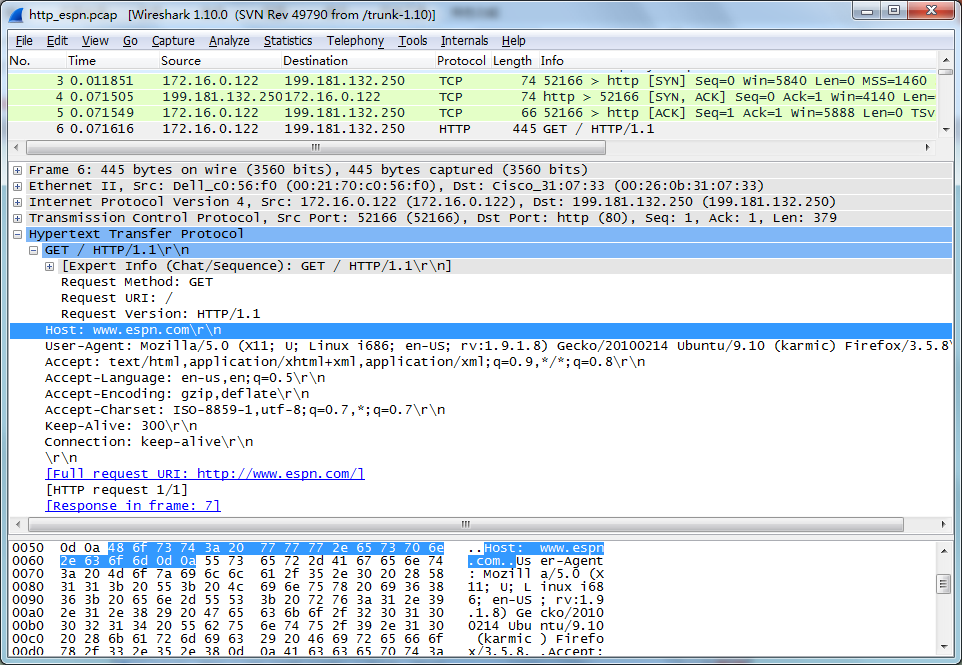 http_espn.pcap [Wireshark 1.10.0 (SVN Rev 49790 from /trunk-1.10)]
File Edit View Go Capture Analyze Statistics Telephony Tools Internals Help
No. Time Source Destination Protocol Length Info
3 0.011851 172.16.0.122 199.181.132.250 TCP 74 52166 > http [SYN] Seq=0 Win=5840 Len=0 MSS=1460
4 0.071505 199.181.132.250 172.16.0.122 TCP 74 http > 52166 [SYN, ACK] Seq=0 Ack=1 Win=4140 Len=
5 0.071549 172.16.0.122 199.181.132.250 TCP 66 52166 > http [ACK] Seq=1 Ack=1 Win=5888 Len=0 TSv
6 0.071616 172.16.0.122 199.181.132.250 HTTP 445 GET / HTTP/1.1
Frame 6: 445 bytes on wire (3560 bits), 445 bytes captured (3560 bits)
Ethernet II, Src: Dell_c0:56:f0 (00:21:70:c0:56:f0), Dst: Cisco_31:07:33 (00:26:0b:31:07:33)
Internet Protocol Version 4, Src: 172.16.0.122 (172.16.0.122), Dst: 199.181.132.250 (199.181.132.250)
Transmission Control Protocol, Src Port: 52166 (52166), Dst Port: http (80), Seq: 1, Ack: 1, Len: 379
Hypertext Transfer Protocol
GET / HTTP/1.1\r\n
[Expert Info (Chat/Sequence): GET / HTTP/1.1\r\n]
Request Method: GET
Request URI: /
Request Version: HTTP/1.1
Host: www.espn.com\r\n
User-Agent: Mozilla/5.0 (X11; U; Linux i686; en-US; rv:1.9.1.8) Gecko/20100214 Ubuntu/9.10 (karmic) Firefox/3.5.8\
Accept: text/html,application/xhtml+xml,application/xml;q=0.9,*/*;q=0.8\r\n
Accept-Language: en-us,en;q=0.5\r\n
Accept-Encoding: gzip,deflate\r\n
Accept-Charset: ISO-8859-1,utf-8;q=0.7,*;q=0.7\r\n
Keep-Alive: 300\r\n
Connection: keep-alive\r\n
\r\n
[Full request URI: http://www.espn.com/]
[HTTP request 1/1]
[Response in frame: 7]
0050 0d 0a 48 6f 73 74 3a 20 77 77 77 2e 65 73 70 6e ..Host: www.espn
0060 2e 63 6f 6d 0d 0a 55 73 65 72 2d 41 67 65 6e 74 .com..Us er-Agent
0070 3a 20 4d 6f 7a 69 6c 6c 61 2f 35 2e 30 20 28 58 : Mozill a/5.0 (X
0080 31 31 3b 20 55 3b 20 4c 69 6e 75 78 20 69 36 38 11; U; L inux i68
0090 36 3b 20 65 6e 2d 55 53 3b 20 72 76 3a 31 2e 39 6; en-US ; rv:1.9
00a0 2e 31 2e 38 29 20 47 65 63 6b 6f 2f 32 30 31 30 .1.8) Ge cko/2010
00b0 30 32 31 34 20 55 62 75 6e 74 75 2f 39 2e 31 30 0214 Ubu ntu/9.10
00c0 20 28 6b 61 72 6d 69 63 29 20 46 69 72 65 66 6f (karmic ) Firefo
00d0 78 2f 33 2e 35 2e 38 0d 0a 41 63 63 65 70 74 3a x/3.5.8. .Accept: